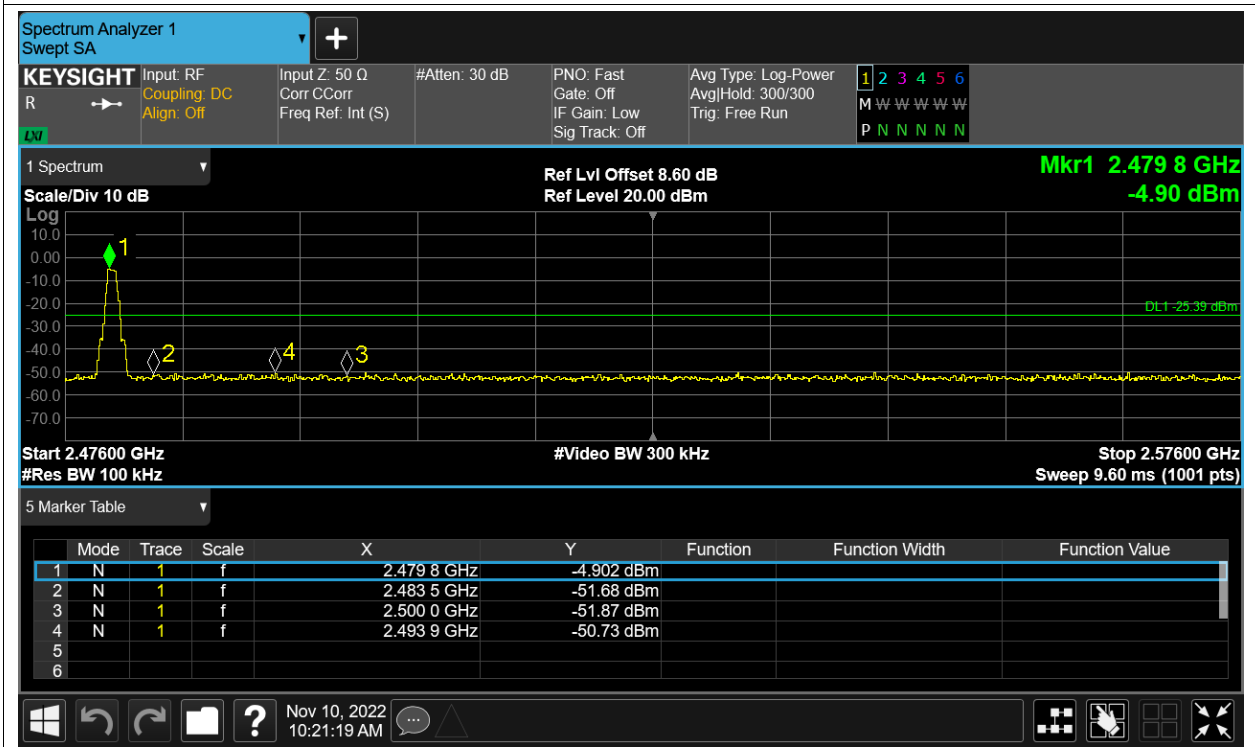 Spectrum Analyzer 1
Swept SA
+
KEYSIGHT Input: RF Input Z: 50 Ω #Atten: 30 dB PNO: Fast Avg Type: Log-Power 1 2 3 4 5 6
R Coupling: DC Corr CCorr Gate: Off Avg|Hold: 300/300 M W W W W W
Align: Off Freq Ref: Int (S) IF Gain: Low Trig: Free Run
LXI Sig Track: Off P N N N N N
1 Spectrum Ref Lvl Offset 8.60 dB Mkr1 2.479 8 GHz
Scale/Div 10 dB Ref Level 20.00 dBm -4.90 dBm
Log
10.0
1
0.00
-10.0
-20.0
DL1 -25.39 dBm
-30.0
-40.0
2 4 3
-50.0
-60.0
-70.0
Start 2.47600 GHz #Video BW 300 kHz Stop 2.57600 GHz
#Res BW 100 kHz Sweep 9.60 ms (1001 pts)
5 Marker Table
Mode Trace Scale X Y Function Function Width Function Value
1 N 1 f 2.479 8 GHz -4.902 dBm
2 N 1 f 2.483 5 GHz -51.68 dBm
3 N 1 f 2.500 0 GHz -51.87 dBm
4 N 1 f 2.493 9 GHz -50.73 dBm
5
6
? Nov 10, 2022
10:21:19 AM